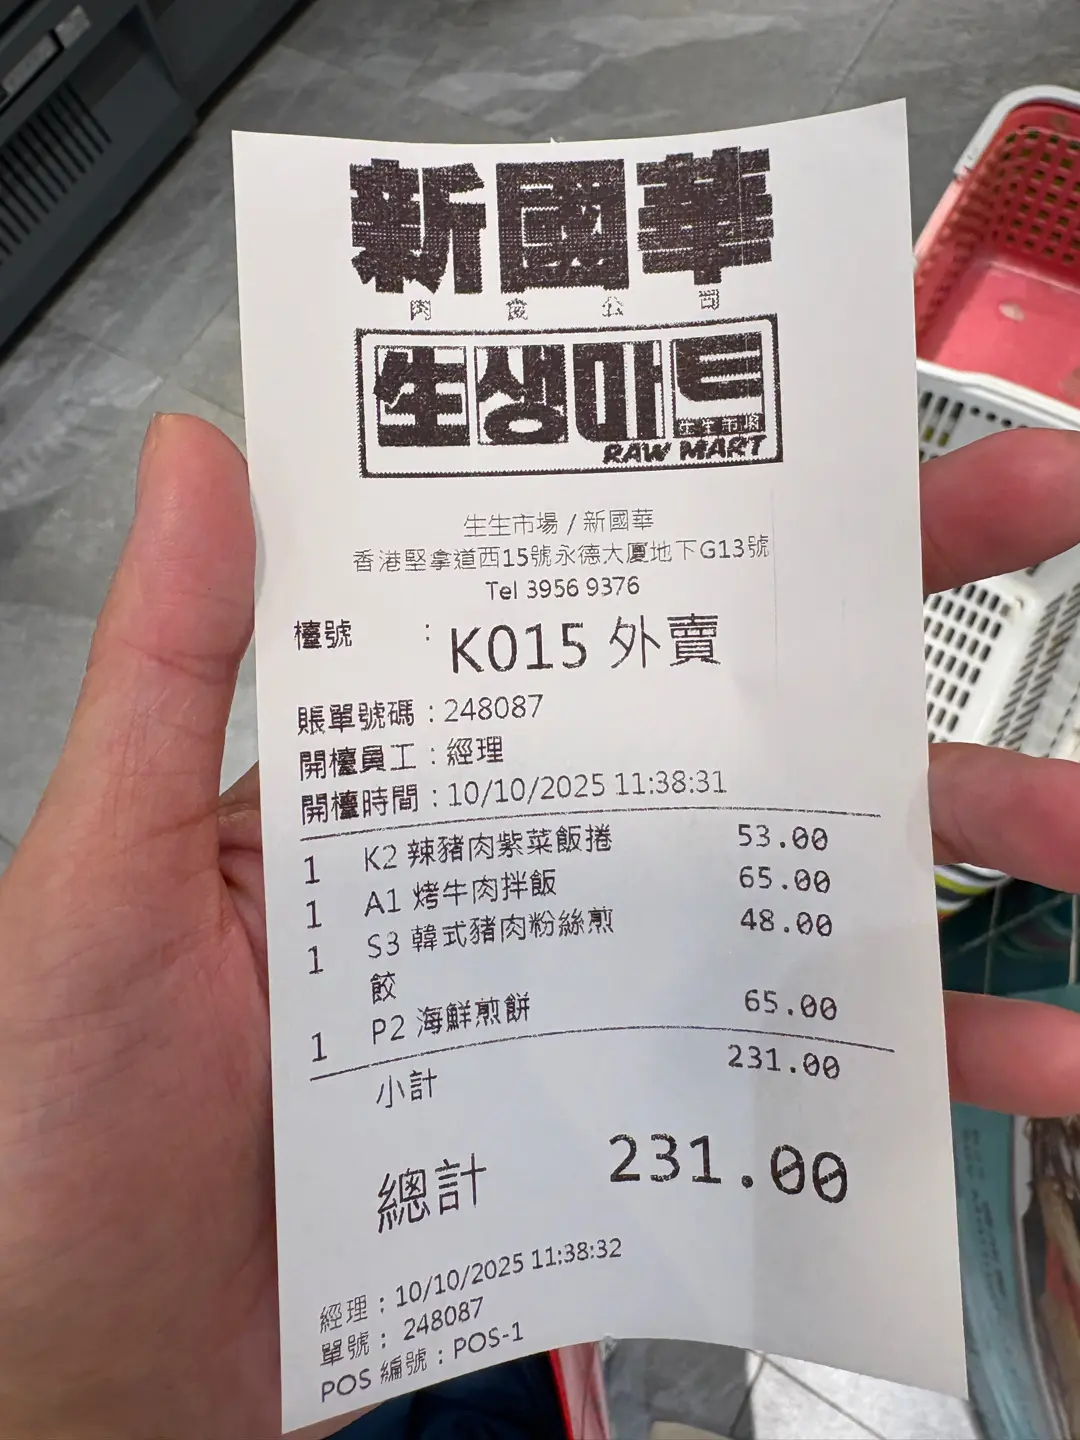 新國華
肉食公司
生생마트
生生市場
RAW MART
生生市場 / 新國華
香港堅拿道西15號永德大廈地下G13號
Tel 3956 9376
檯號 : K015 外賣
賬單號碼 : 248087
開檯員工 : 經理
開檯時間 : 10/10/2025 11:38:31
1 K2 辣豬肉紫菜飯捲 53.00
1 A1 烤牛肉拌飯 65.00
1 S3 韓式豬肉粉絲煎 48.00
餃
1 P2 海鮮煎餅 65.00
小計 231.00
總計 231.00
經理 : 10/10/2025 11:38:32
單號 : 248087
POS 編號 : POS-1